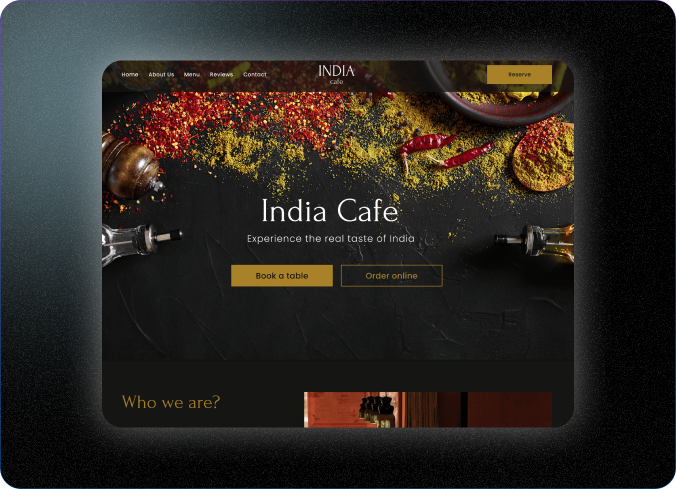 Home About Us Menu Reviews Contact
INDIA
cafe
Reserve
India Cafe
Experience the real taste of India
Book a table Order online
Who we are?